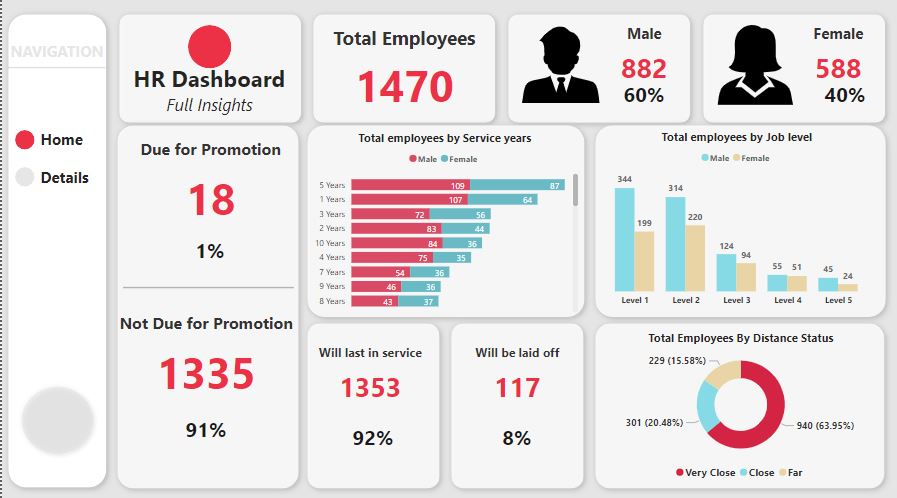 NAVIGATION
Home
Details
HR Dashboard
Full Insights
Total Employees
1470
Male
882
60%
Female
588
40%
Due for Promotion
18
1%
Not Due for Promotion
1335
91%
Total employees by Service years
Male Female
5 Years 109 87
1 Years 107 64
3 Years 72 56
2 Years 83 44
10 Years 84 36
4 Years 75 35
7 Years 54 36
9 Years 46 36
8 Years 43 37
Total employees by Job level
Male Female
344 199 314 220 124 94 55 51 45 24
Level 1 Level 2 Level 3 Level 4 Level 5
Will last in service
1353
92%
Will be laid off
117
8%
Total Employees By Distance Status
229 (15.58%)
301 (20.48%)
940 (63.95%)
Very Close Close Far